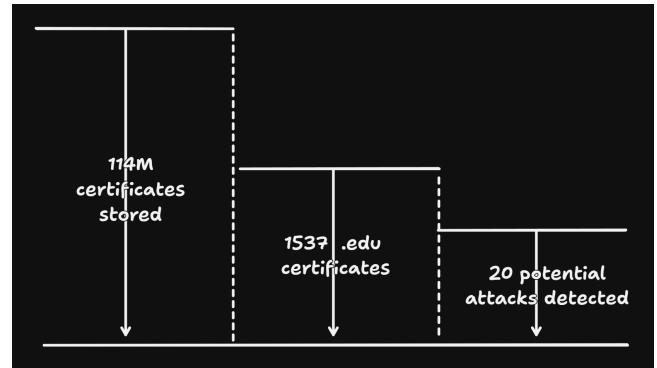 114M
certificates
stored
1537 .edu
certificates
20 potential
attacks detected